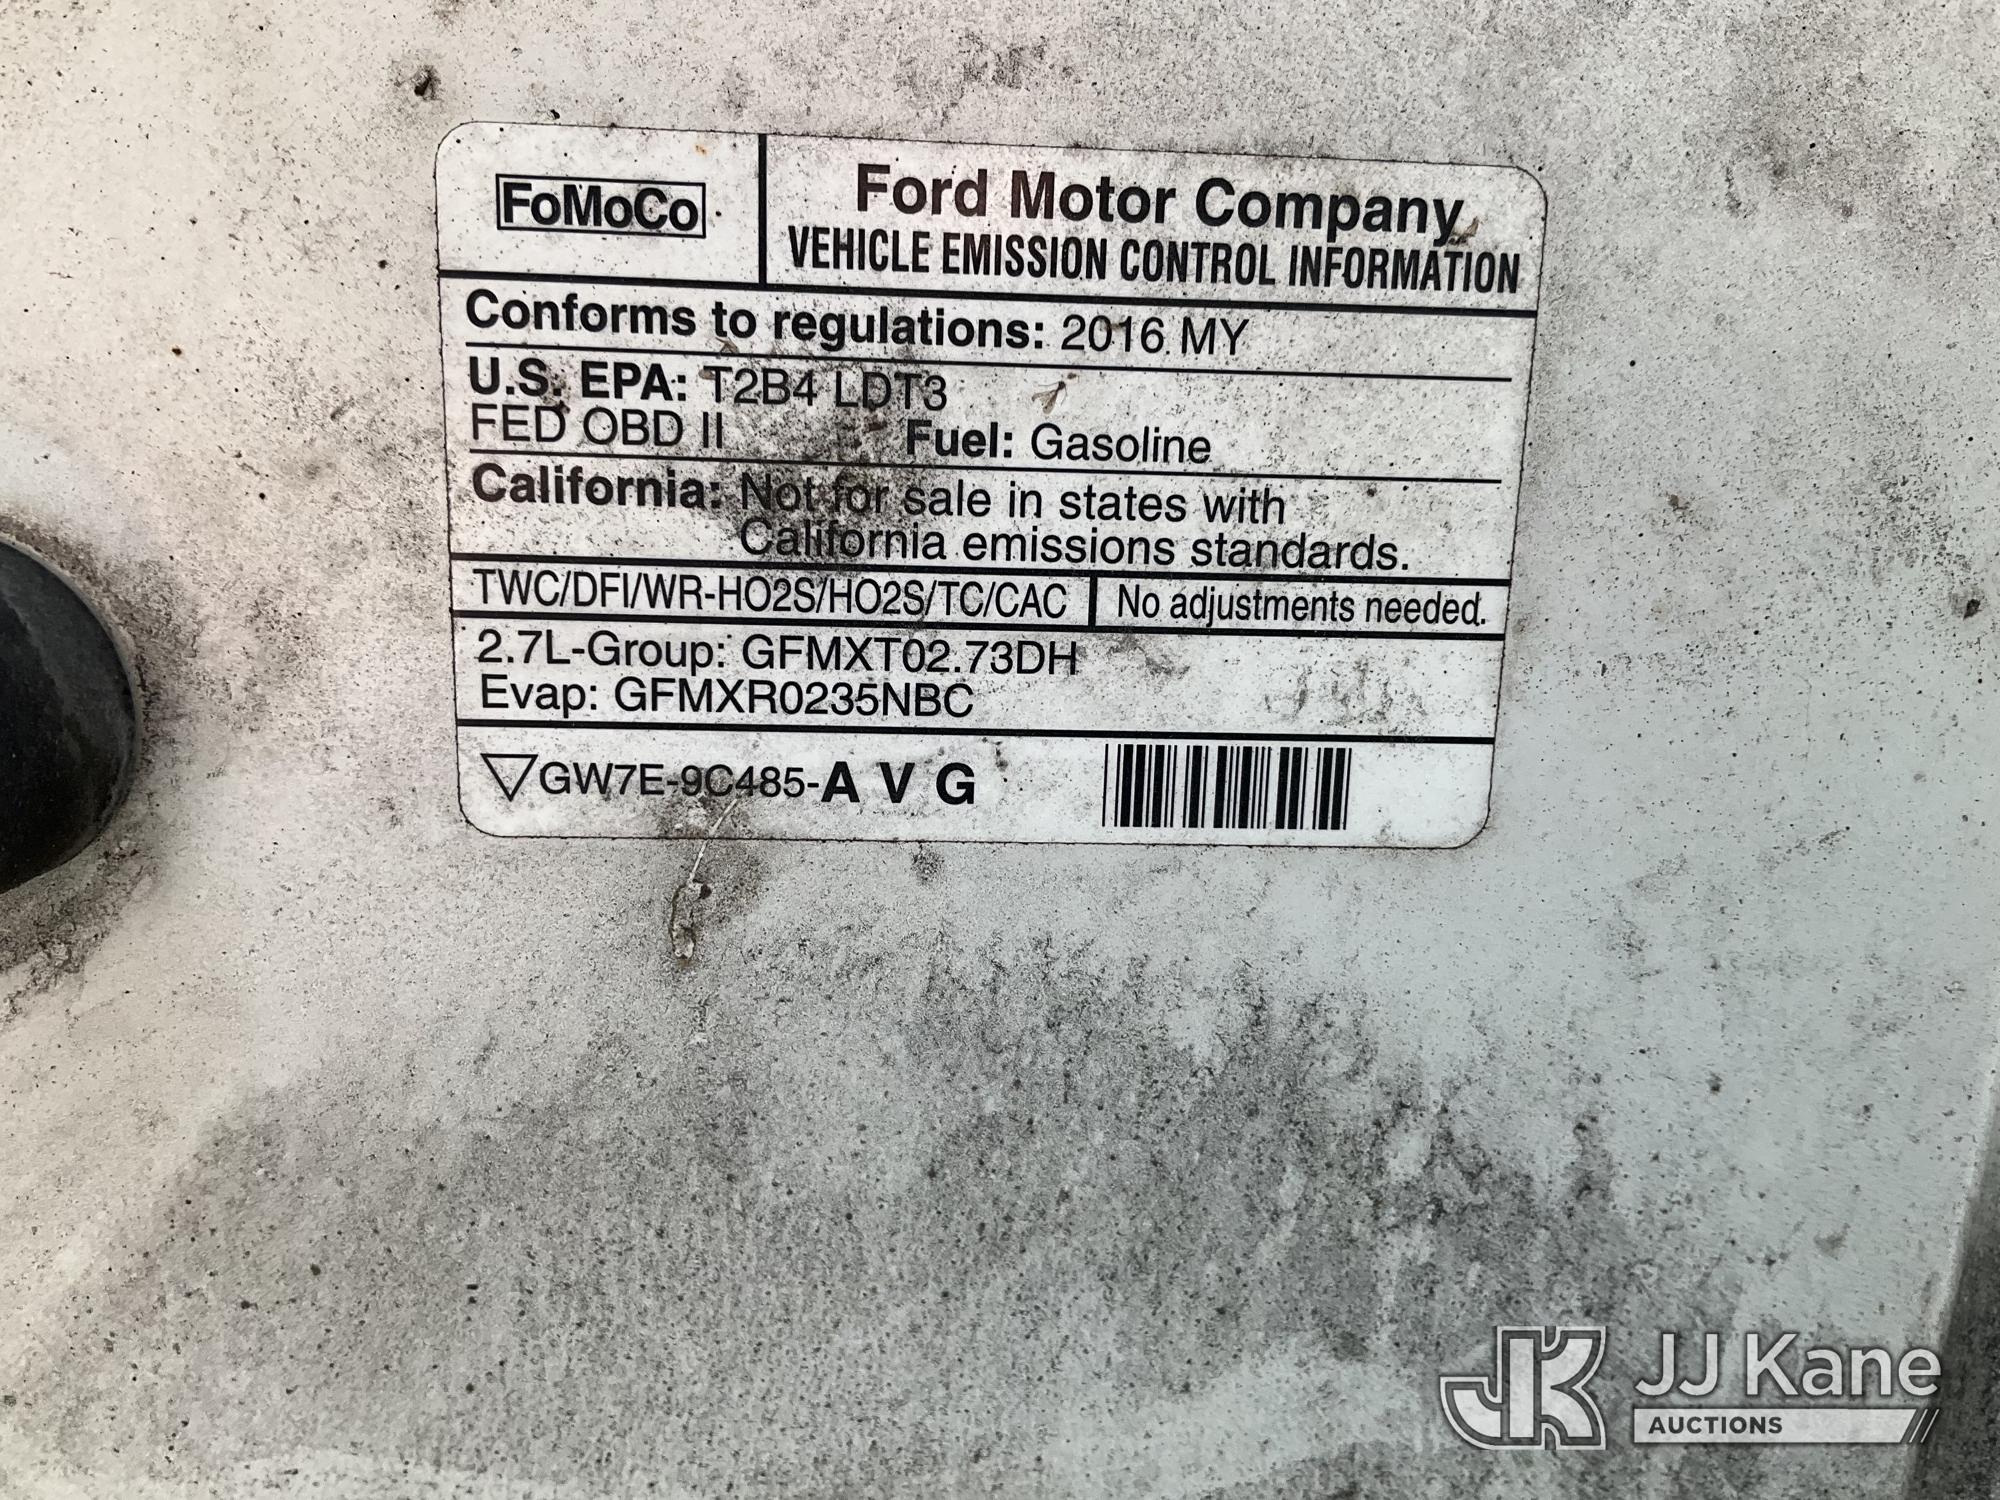 FoMoCo
Ford Motor Company
VEHICLE EMISSION CONTROL INFORMATION
Conforms to regulations: 2016 MY
U.S. EPA: T2B4 LDT3
FED OBD II Fuel: Gasoline
California: Not for sale in states with
California emissions standards.
TWC/DFI/WR-HO2S/HO2S/TC/CAC No adjustments needed.
2.7L-Group: GFMXT02.73DH
Evap: GFMXR0235NBC
GW7E-9C485-A V G
JK JJ Kane
AUCTIONS